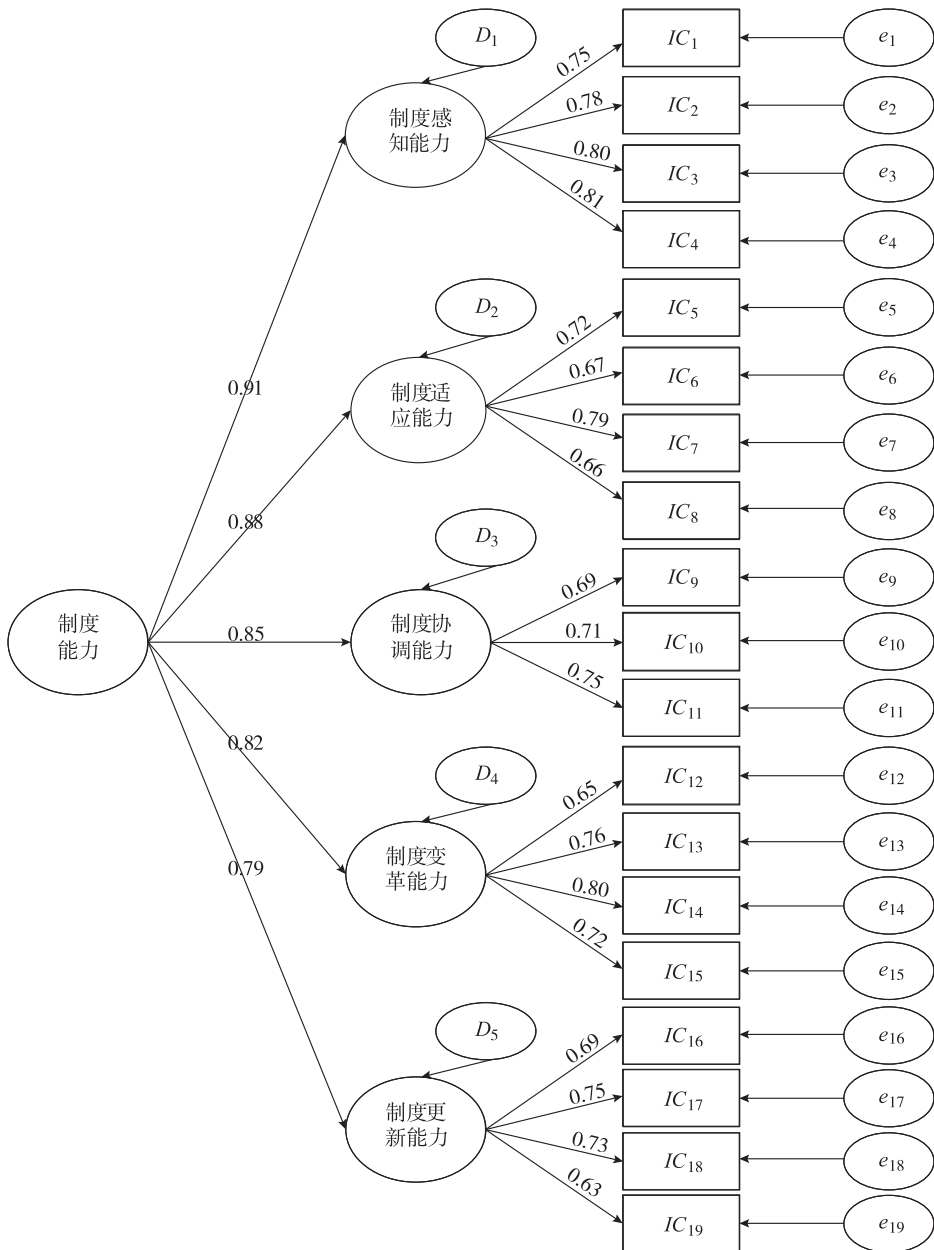 D₁
IC₁
e₁
0.75
制度感
知能力
0.78
IC₂
e₂
0.80
IC₃
e₃
0.81
IC₄
e₄
D₂
IC₅
e₅
0.72
制度适
应能力
0.67
IC₆
e₆
0.91
0.79
IC₇
e₇
0.66
IC₈
e₈
0.88
D₃
IC₉
e₉
0.69
制度
能力
0.85
制度协
调能力
0.71
IC₁₀
e₁₀
0.75
IC₁₁
e₁₁
0.82
D₄
IC₁₂
e₁₂
0.65
制度变
革能力
0.76
IC₁₃
e₁₃
0.79
0.80
IC₁₄
e₁₄
0.72
IC₁₅
e₁₅
D₅
IC₁₆
e₁₆
0.69
制度更
新能力
0.75
IC₁₇
e₁₇
0.73
IC₁₈
e₁₈
0.63
IC₁₉
e₁₉